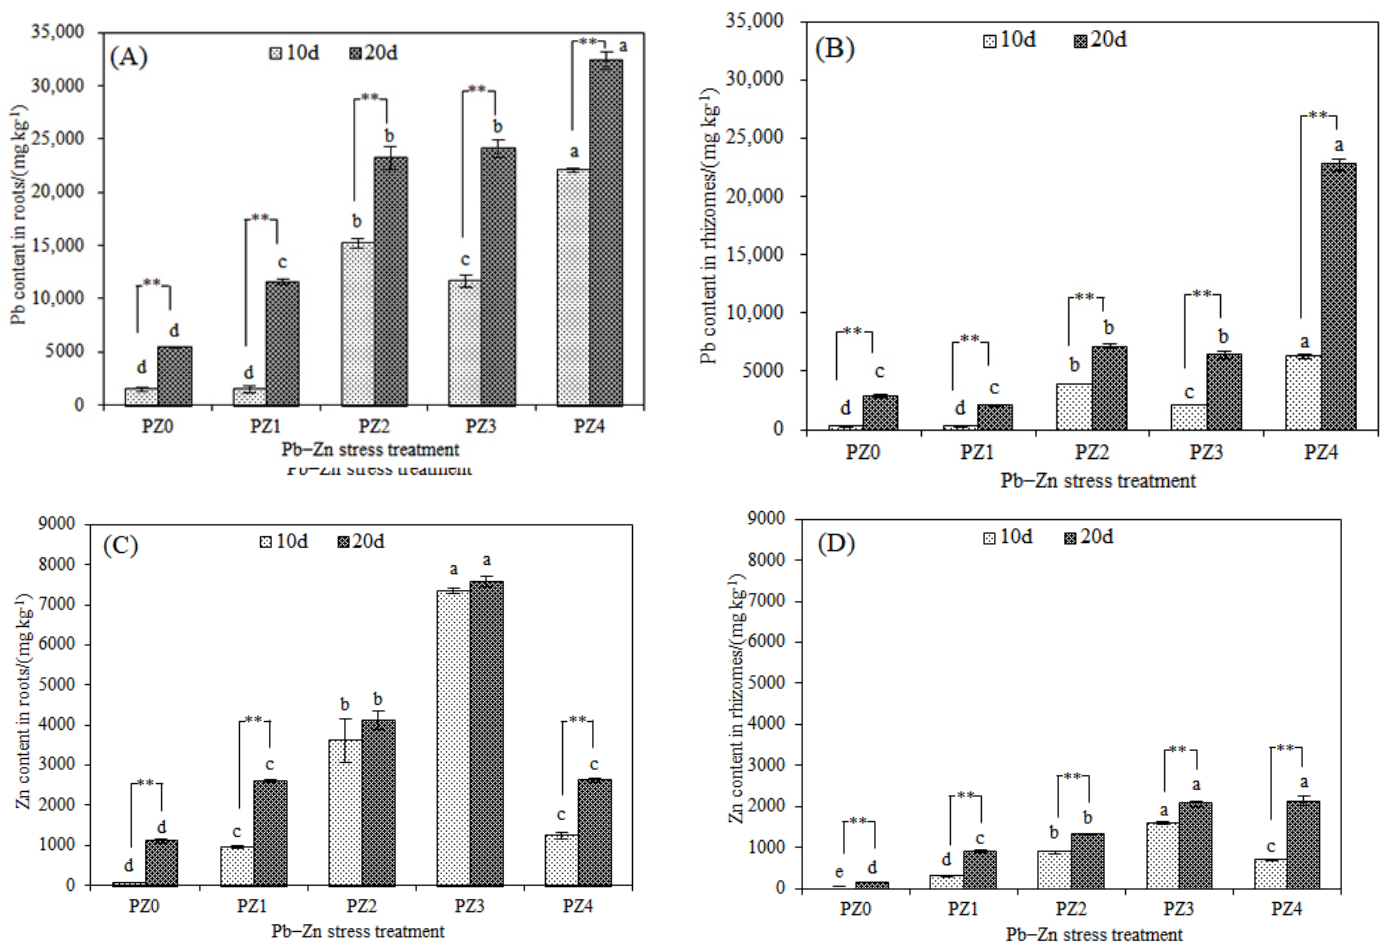 (A)
10d 20d
Pb content in roots/(mg kg-1)
35,000
30,000
25,000
20,000
15,000
10,000
5000
0
d ** d
d ** c
b ** b
c ** b
a ** a
PZ0 PZ1 PZ2 PZ3 PZ4
Pb−Zn stress treatment
Pb−Zn stress treatment
(B)
10d 20d
Pb content in rhizomes/(mg kg-1)
35,000
30,000
25,000
20,000
15,000
10,000
5000
0
d ** c
d ** c
b ** b
c ** b
a ** a
PZ0 PZ1 PZ2 PZ3 PZ4
Pb−Zn stress treatment
(C)
10d 20d
Zn content in roots/(mg kg-1)
9000
8000
7000
6000
5000
4000
3000
2000
1000
0
d ** d
c ** c
b b
a a
c ** c
PZ0 PZ1 PZ2 PZ3 PZ4
Pb−Zn stress treatment
(D)
10d 20d
Zn content in rhizomes/(mg kg-1)
9000
8000
7000
6000
5000
4000
3000
2000
1000
0
e ** d
d ** c
b ** b
a ** a
c ** a
PZ0 PZ1 PZ2 PZ3 PZ4
Pb−Zn stress treatment